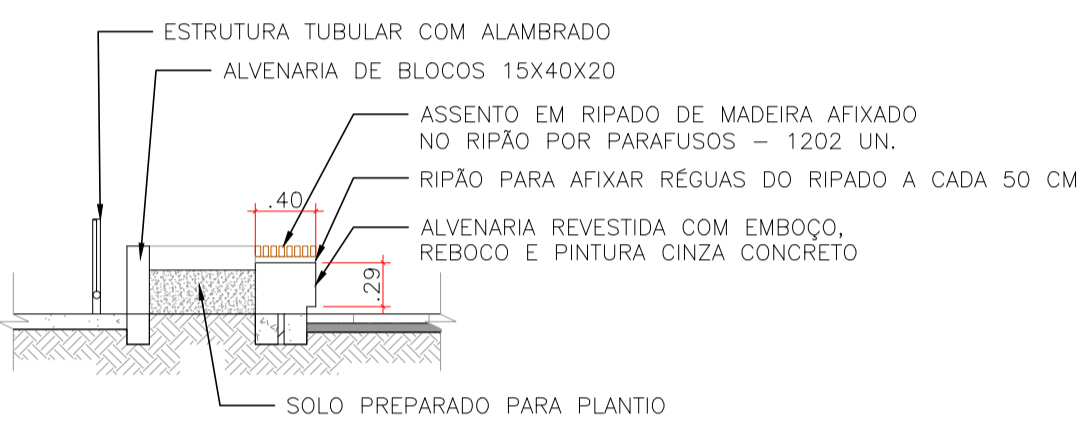 ESTRUTURA TUBULAR COM ALAMBRADO
ALVENARIA DE BLOCOS 15X40X20
ASSENTO EM RIPADO DE MADEIRA AFIXADO
NO RIPÃO POR PARAFUSOS – 1202 UN.
RIPÃO PARA AFIXAR RÉGUAS DO RIPADO A CADA 50 CM
.40
ALVENARIA REVESTIDA COM EMBOÇO,
REBOCO E PINTURA CINZA CONCRETO
.29
SOLO PREPARADO PARA PLANTIO